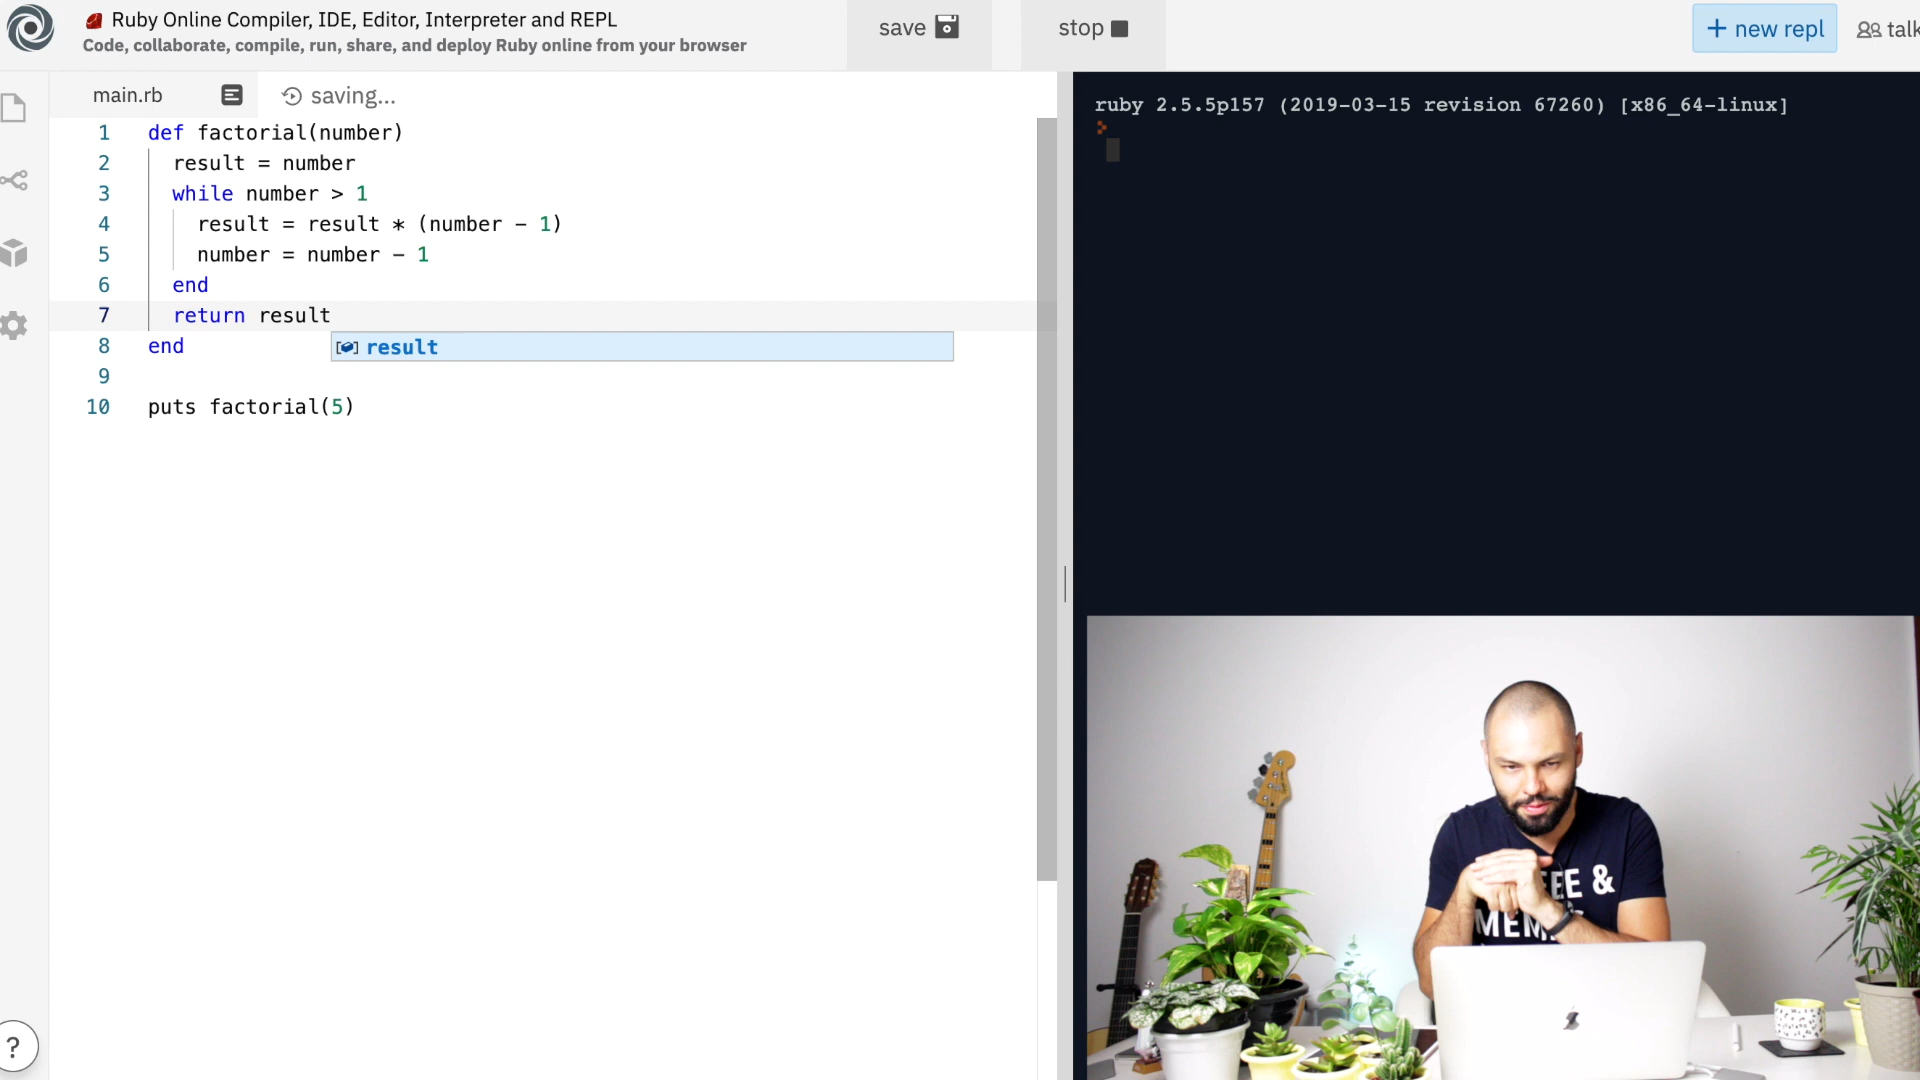 Ruby Online Compiler, IDE, Editor, Interpreter and REPL
Code, collaborate, compile, run, share, and deploy Ruby online from your browser
save
stop
+ new repl
talk
main.rb
saving...
1 def factorial(number)
2 result = number
3 while number > 1
4 result = result * (number - 1)
5 number = number - 1
6 end
7 return result
8 end
result
9
10 puts factorial(5)
?
ruby 2.5.5p157 (2019-03-15 revision 67260) [x86_64-linux]
>
EE &